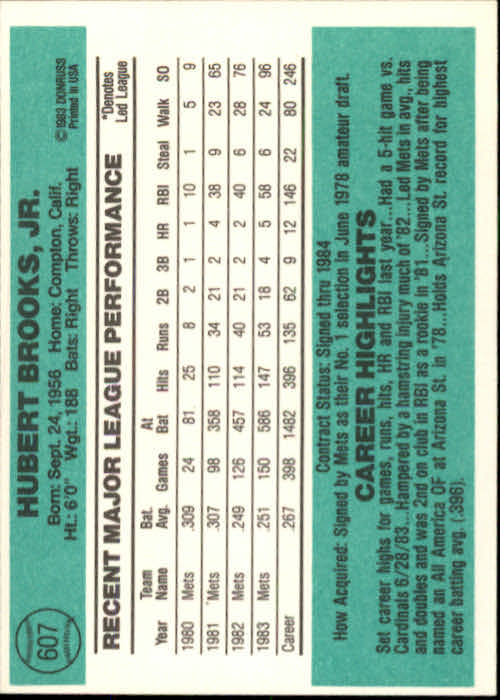 607
HUBERT BROOKS, JR.
Born: Sept. 24, 1956 Home: Compton, Calif.
Ht.: 6'0" Wgt.: 188 Bats: Right Throws: Right
© 1983 DONRUSS
PRINTED IN USA
RECENT MAJOR LEAGUE PERFORMANCE
*Denotes
Led League
Year Team Name Bat. Avg. Games At Bat Hits Runs 2B 3B HR RBI Steal Walk SO
1980 Mets .309 24 81 25 8 2 1 1 10 1 5 9
1981 Mets .307 98 358 110 34 21 2 4 38 9 23 65
1982 Mets .249 126 457 114 40 21 2 2 40 6 28 76
1983 Mets .251 150 586 147 53 18 4 5 58 6 24 96
Career .267 398 1482 396 135 62 9 12 146 22 80 246
Contract Status: Signed thru 1984
How Acquired: Signed by Mets as their No. 1 selection in June 1978 amateur draft.
CAREER HIGHLIGHTS
Set career highs for games, runs, hits, HR and RBI last year...Had a 5-hit game vs.
Cardinals 6/28/83...Hampered by a hamstring injury much of '82...Led Mets in avg., hits
and doubles and was 2nd on club in RBI as a rookie in '81...Signed by Mets after being
named an All America OF at Arizona St. in '78...Holds Arizona St. record for highest
career batting avg. (.396).